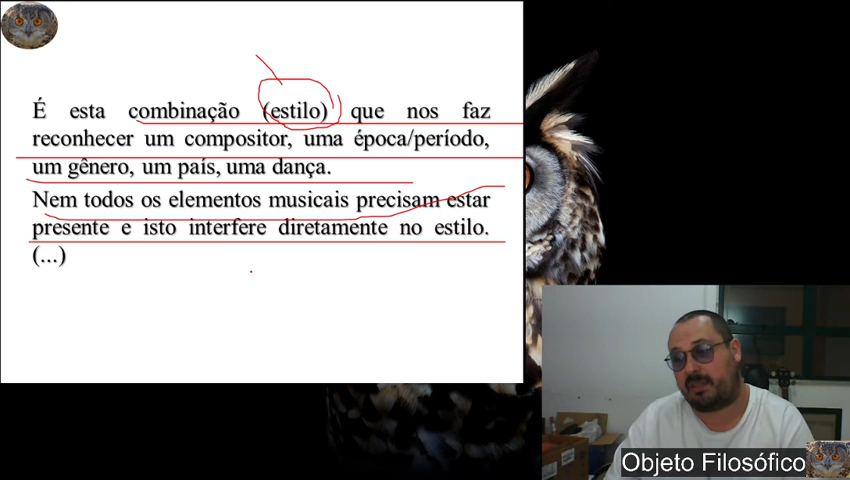 É esta combinação (estilo) que nos faz
reconhecer um compositor, uma época/período,
um gênero, um país, uma dança.
Nem todos os elementos musicais precisam estar
presente e isto interfere diretamente no estilo.
(...)
Objeto Filosófico